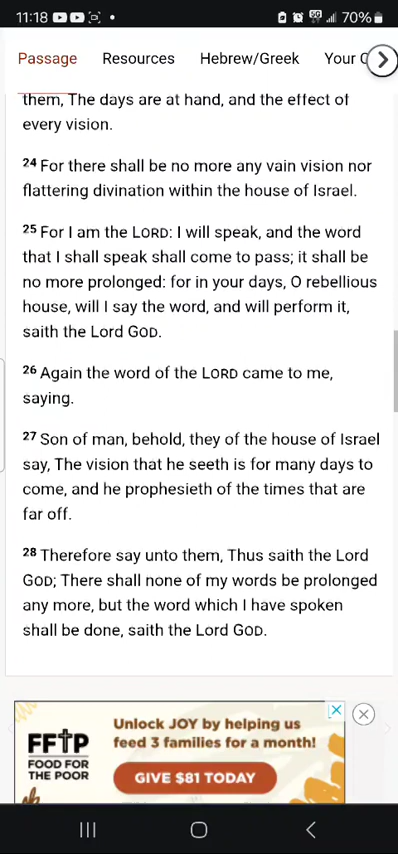 11:18
70%
Passage Resources Hebrew/Greek Your C
them, The days are at hand, and the effect of
every vision.
24 For there shall be no more any vain vision nor
flattering divination within the house of Israel.
25 For I am the LORD: I will speak, and the word
that I shall speak shall come to pass; it shall be
no more prolonged: for in your days, O rebellious
house, will I say the word, and will perform it,
saith the Lord GOD.
26 Again the word of the LORD came to me,
saying.
27 Son of man, behold, they of the house of Israel
say, The vision that he seeth is for many days to
come, and he prophesieth of the times that are
far off.
28 Therefore say unto them, Thus saith the Lord
GOD; There shall none of my words be prolonged
any more, but the word which I have spoken
shall be done, saith the Lord GOD.
FFTP
FOOD FOR
THE POOR
Unlock JOY by helping us
feed 3 families for a month!
GIVE $81 TODAY